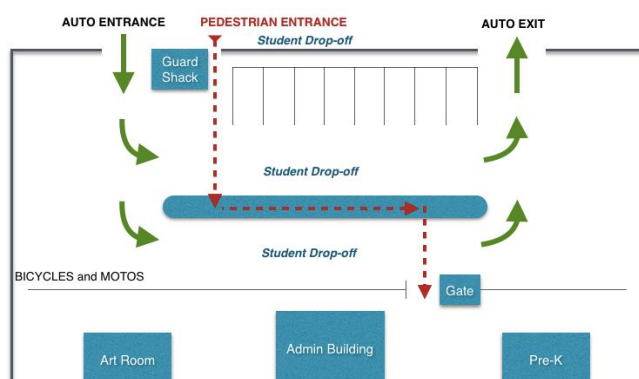 AUTO ENTRANCE
PEDESTRIAN ENTRANCE
AUTO EXIT
Student Drop-off
Guard
Shack
Student Drop-off
Student Drop-off
BICYCLES and MOTOS
Gate
Art Room
Admin Building
Pre-K